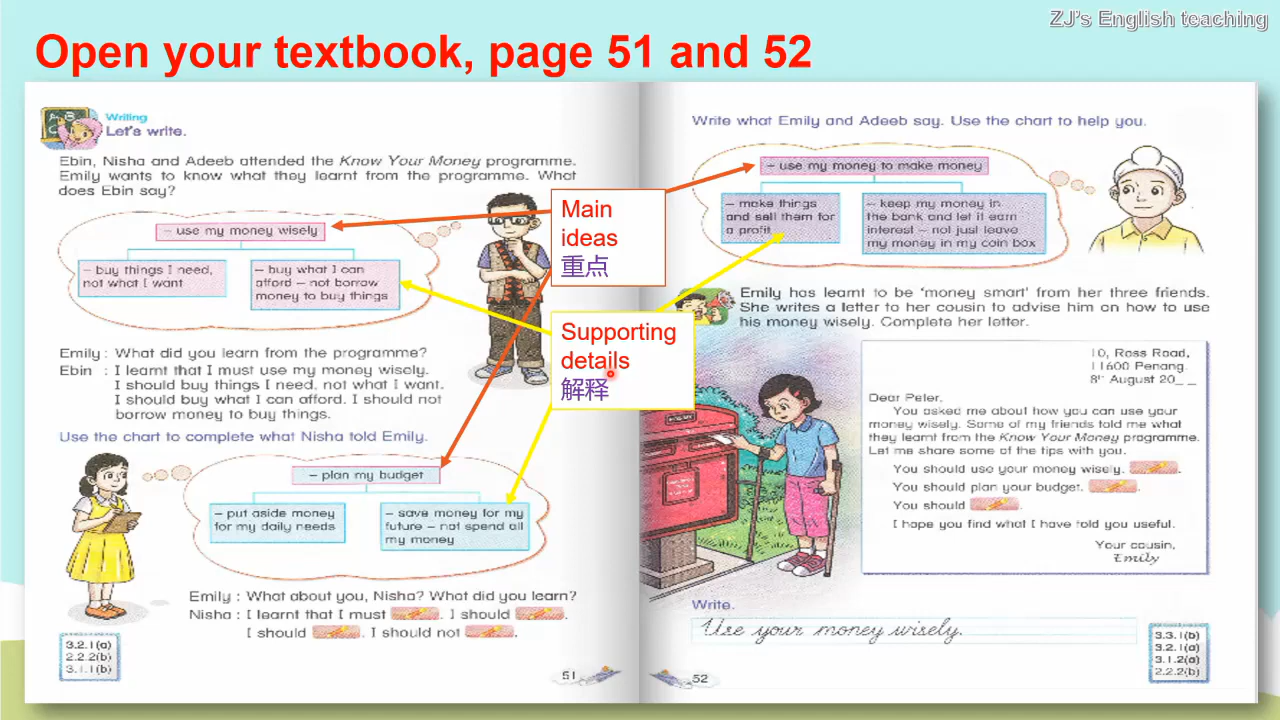 ZJ's English teaching
Open your textbook, page 51 and 52
Writing
Let's write.
Ebin, Nisha and Adeeb attended the Know Your Money programme.
Emily wants to know what they learnt from the programme. What
does Ebin say?
– use my money wisely
– buy things I need,
not what I want
– buy what I can
afford – not borrow
money to buy things
Emily : What did you learn from the programme?
Ebin : I learnt that I must use my money wisely.
I should buy things I need, not what I want.
I should buy what I can afford. I should not
borrow money to buy things.
Use the chart to complete what Nisha told Emily.
– plan my budget
– put aside money
for my daily needs
– save money for my
future – not spend all
my money
Emily : What about you, Nisha? What did you learn?
Nisha : I learnt that I must . I should .
I should . I should not .
3.2.1(a)
2.2.2(b)
3.1.1(b)
51
Main
ideas
重点
Supporting
details
解释
Write what Emily and Adeeb say. Use the chart to help you.
– use my money to make money
– make things
and sell them for
a profit
– keep my money in
the bank and let it earn
interest – not just leave
my money in my coin box
Emily has learnt to be 'money smart' from her three friends.
She writes a letter to her cousin to advise him on how to use
his money wisely. Complete her letter.
10, Ross Road,
11600 Penang.
8th August 20_ _
Dear Peter,
You asked me about how you can use your
money wisely. Some of my friends told me what
they learnt from the Know Your Money programme.
Let me share some of the tips with you.
You should use your money wisely. .
You should plan your budget. .
You should .
I hope you find what I have told you useful.
Your cousin,
Emily
Write.
Use your money wisely.
3.3.1(b)
3.2.1(a)
3.1.2(a)
2.2.2(b)
52